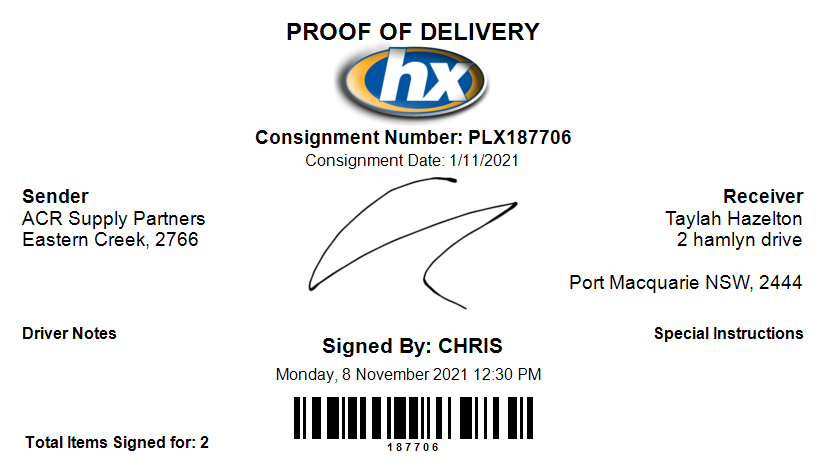 PROOF OF DELIVERY
hx
Consignment Number: PLX187706
Consignment Date: 1/11/2021
Sender
ACR Supply Partners
Eastern Creek, 2766
Receiver
Taylah Hazelton
2 hamlyn drive
Port Macquarie NSW, 2444
Driver Notes
Special Instructions
Signed By: CHRIS
Monday, 8 November 2021 12:30 PM
187706
Total Items Signed for: 2